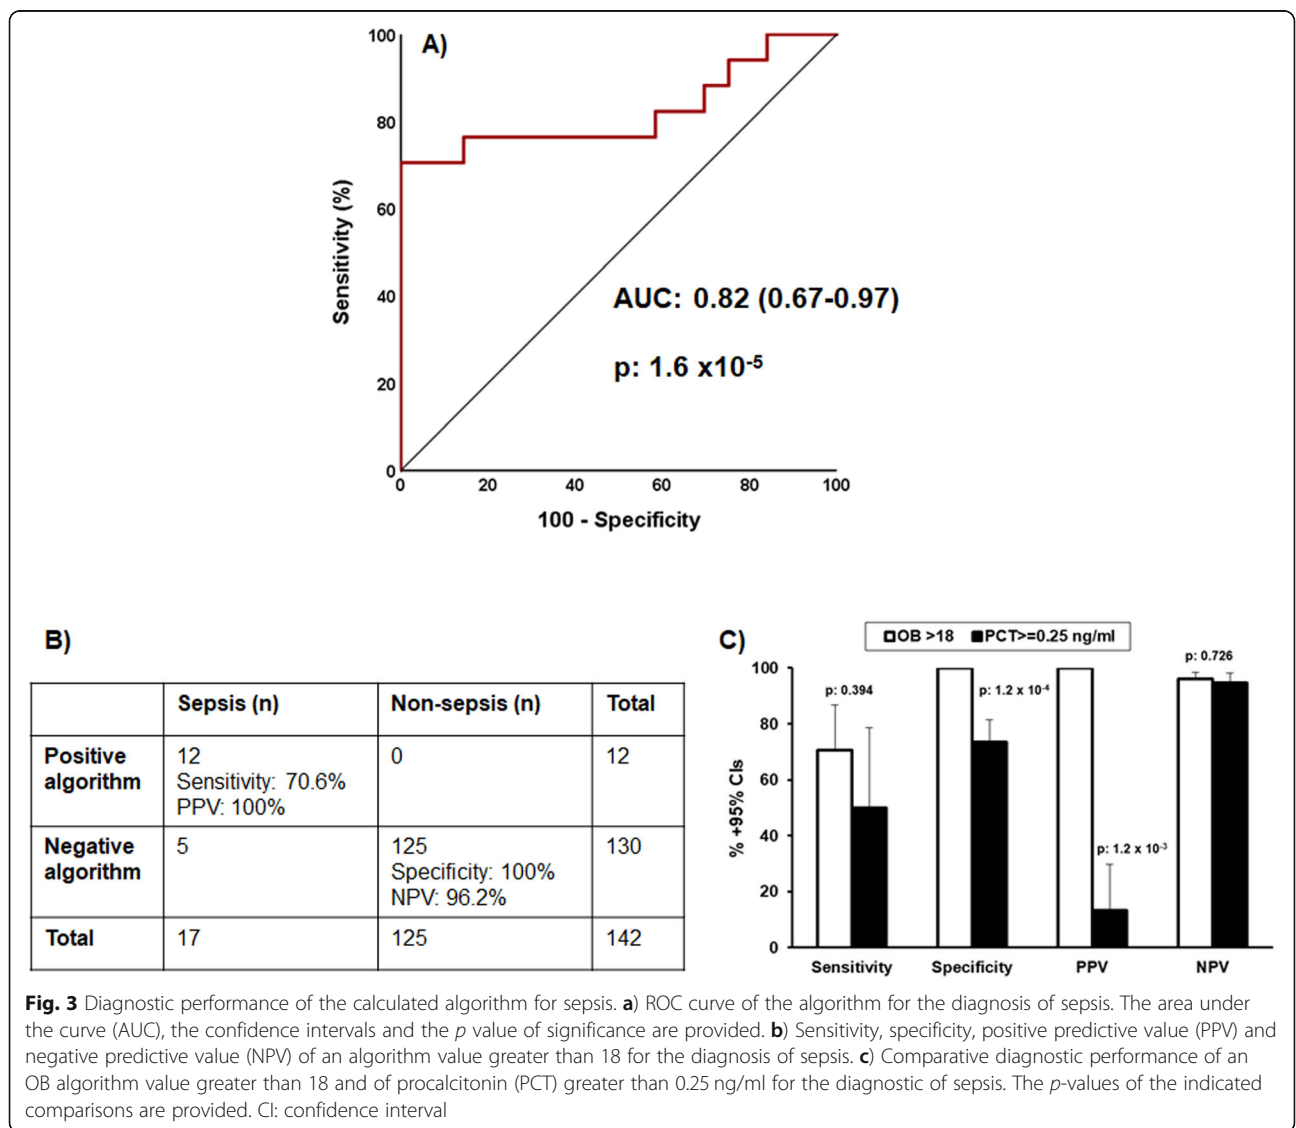 A)
100
80
60
40
20
0
Sensitivity (%)
AUC: 0.82 (0.67-0.97)
p: 1.6 x10-5
0 20 40 60 80 100
100 - Specificity
B)
Sepsis (n) Non-sepsis (n) Total
Positive algorithm 12 Sensitivity: 70.6% PPV: 100% 0 12
Negative algorithm 5 125 Specificity: 100% NPV: 96.2% 130
Total 17 125 142
C)
OB >18 PCT>=0.25 ng/ml
100
80
60
40
20
0
% +95% CIs
p: 0.394
p: 1.2 x 10-4
p: 1.2 x 10-3
p: 0.726
Sensitivity Specificity PPV NPV
Fig. 3 Diagnostic performance of the calculated algorithm for sepsis. a) ROC curve of the algorithm for the diagnosis of sepsis. The area under
the curve (AUC), the confidence intervals and the p value of significance are provided. b) Sensitivity, specificity, positive predictive value (PPV) and
negative predictive value (NPV) of an algorithm value greater than 18 for the diagnosis of sepsis. c) Comparative diagnostic performance of an
OB algorithm value greater than 18 and of procalcitonin (PCT) greater than 0.25 ng/ml for the diagnostic of sepsis. The p-values of the indicated
comparisons are provided. CI: confidence interval